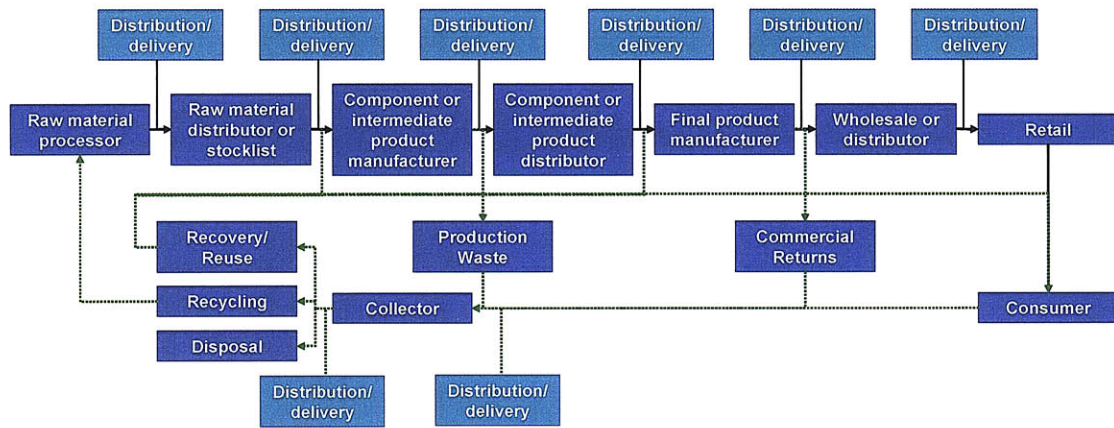 Distribution/
delivery
Distribution/
delivery
Distribution/
delivery
Distribution/
delivery
Distribution/
delivery
Distribution/
delivery
Raw material
processor
Raw material
distributor or
stocklist
Component or
intermediate
product
manufacturer
Component or
intermediate
product
distributor
Final product
manufacturer
Wholesale or
distributor
Retail
Recovery/
Reuse
Production
Waste
Commercial
Returns
Recycling
Collector
Consumer
Disposal
Distribution/
delivery
Distribution/
delivery